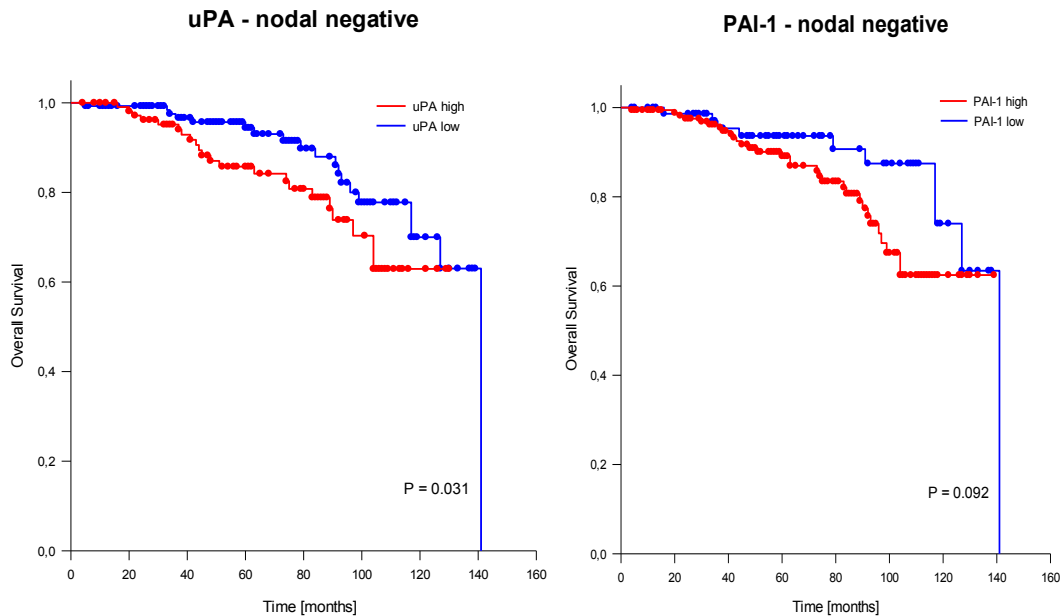 uPA - nodal negative
1,0
0,8
0,6
0,4
0,2
0,0
Overall Survival
uPA high
uPA low
P = 0.031
0 20 40 60 80 100 120 140 160
Time [months]
PAI-1 - nodal negative
1,0
0,8
0,6
0,4
0,2
0,0
Overall Survival
PAI-1 high
PAI-1 low
P = 0.092
0 20 40 60 80 100 120 140 160
Time [months]